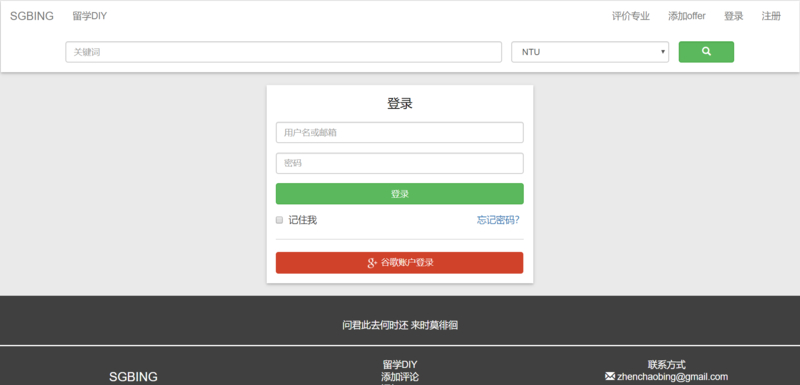 SGBING 留学DIY 评价专业 添加offer 登录 注册
关键词 NTU
登录
用户名或邮箱
密码
登录
记住我 忘记密码?
谷歌账户登录
问君此去何时还 来时莫徘徊
留学DIY 联系方式
SGBING 添加评论 zhenchaobing@gmail.com